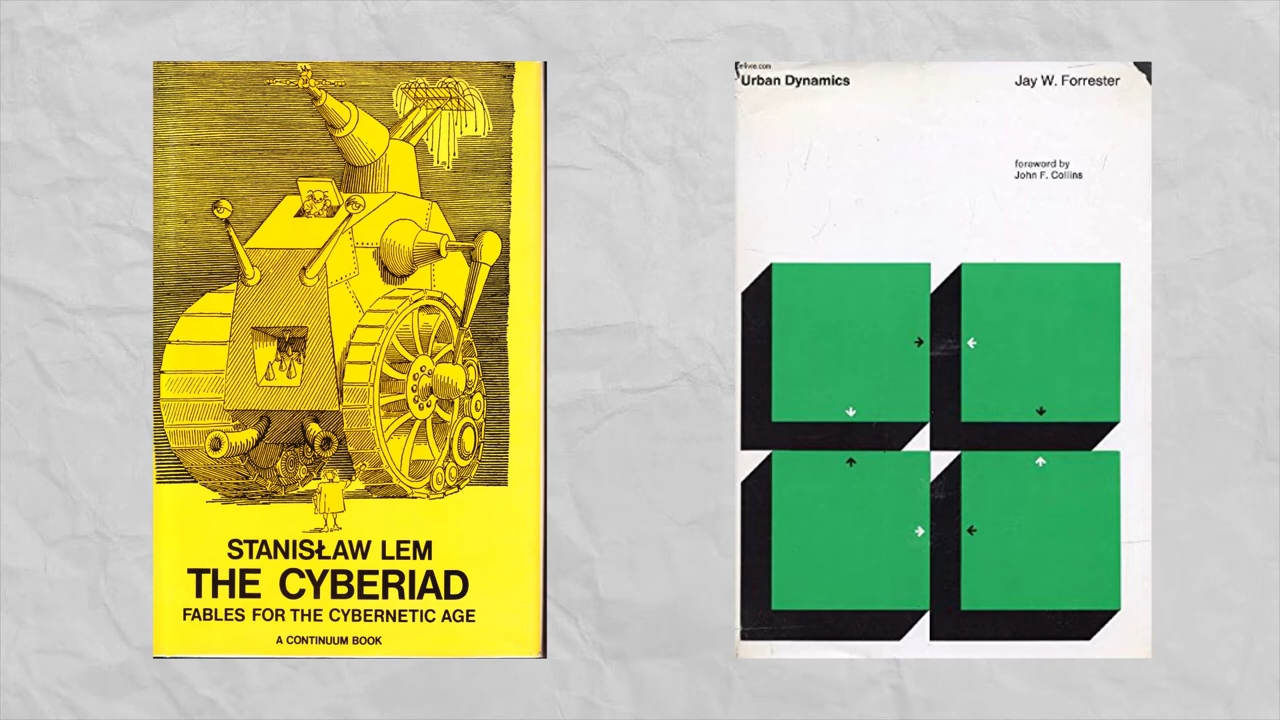 STANISŁAW LEM
THE CYBERIAD
FABLES FOR THE CYBERNETIC AGE
A CONTINUUM BOOK
Urban Dynamics
Jay W. Forrester
foreword by
John F. Collins